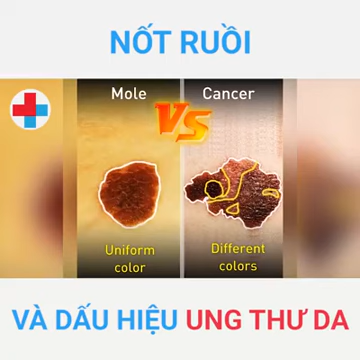 NỐT RUỒI
Mole
VS
Cancer
Uniform
color
Different
colors
VÀ DẤU HIỆU UNG THƯ DA